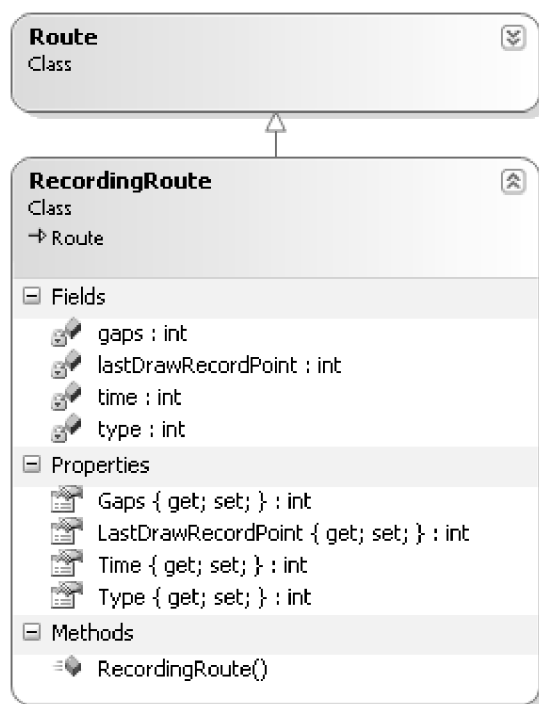 Route
Class
RecordingRoute
Class
Route
Fields
gaps : int
lastDrawRecordPoint : int
time : int
type : int
Properties
Gaps { get; set; } : int
LastDrawRecordPoint { get; set; } : int
Time { get; set; } : int
Type { get; set; } : int
Methods
RecordingRoute()